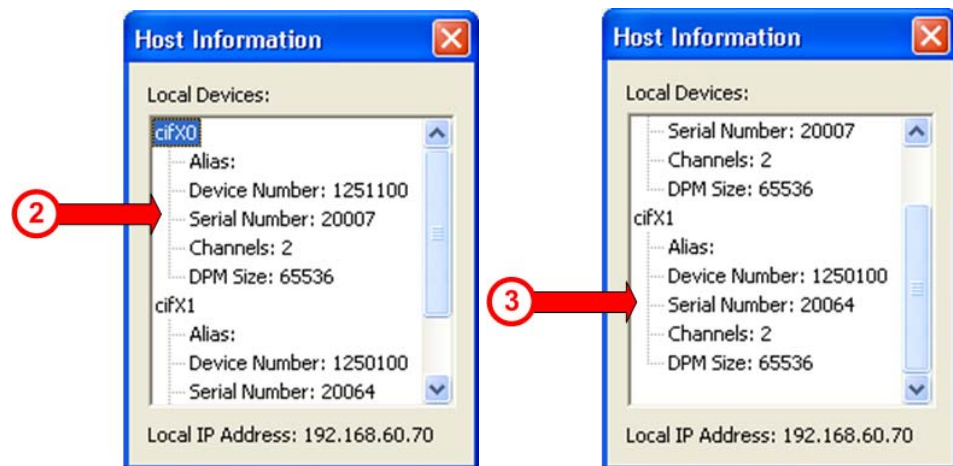 Host Information
Local Devices:
cifX0
Alias:
Device Number: 1251100
Serial Number: 20007
Channels: 2
DPM Size: 65536
cifX1
Alias:
Device Number: 1250100
Serial Number: 20064
Local IP Address: 192.168.60.70
2
Host Information
Local Devices:
Serial Number: 20007
Channels: 2
DPM Size: 65536
cifX1
Alias:
Device Number: 1250100
Serial Number: 20064
Channels: 2
DPM Size: 65536
Local IP Address: 192.168.60.70
3